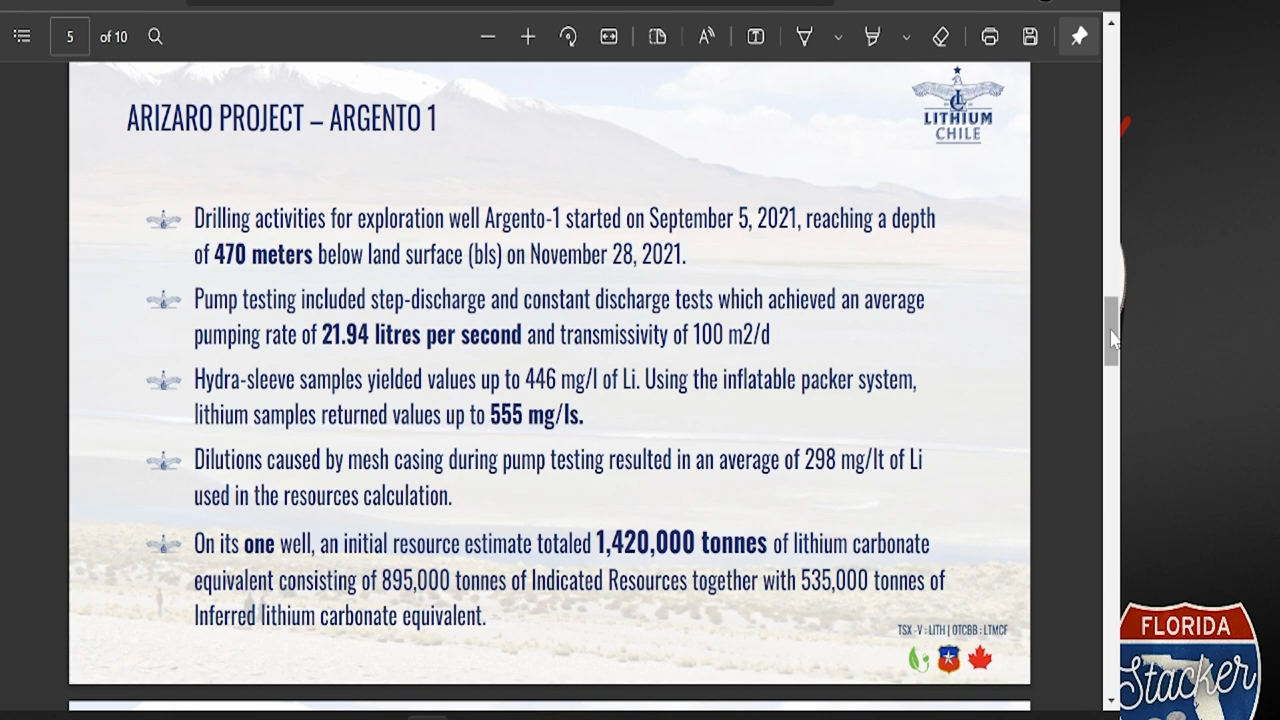 5 of 10
ARIZARO PROJECT – ARGENTO 1
LITHIUM
CHILE
Drilling activities for exploration well Argento-1 started on September 5, 2021, reaching a depth
of 470 meters below land surface (bls) on November 28, 2021.
Pump testing included step-discharge and constant discharge tests which achieved an average
pumping rate of 21.94 litres per second and transmissivity of 100 m2/d
Hydra-sleeve samples yielded values up to 446 mg/l of Li. Using the inflatable packer system,
lithium samples returned values up to 555 mg/ls.
Dilutions caused by mesh casing during pump testing resulted in an average of 298 mg/lt of Li
used in the resources calculation.
On its one well, an initial resource estimate totaled 1,420,000 tonnes of lithium carbonate
equivalent consisting of 895,000 tonnes of Indicated Resources together with 535,000 tonnes of
Inferred lithium carbonate equivalent.
TSX -V : LITH | OTCBB : LTMCF
FLORIDA
Stacker